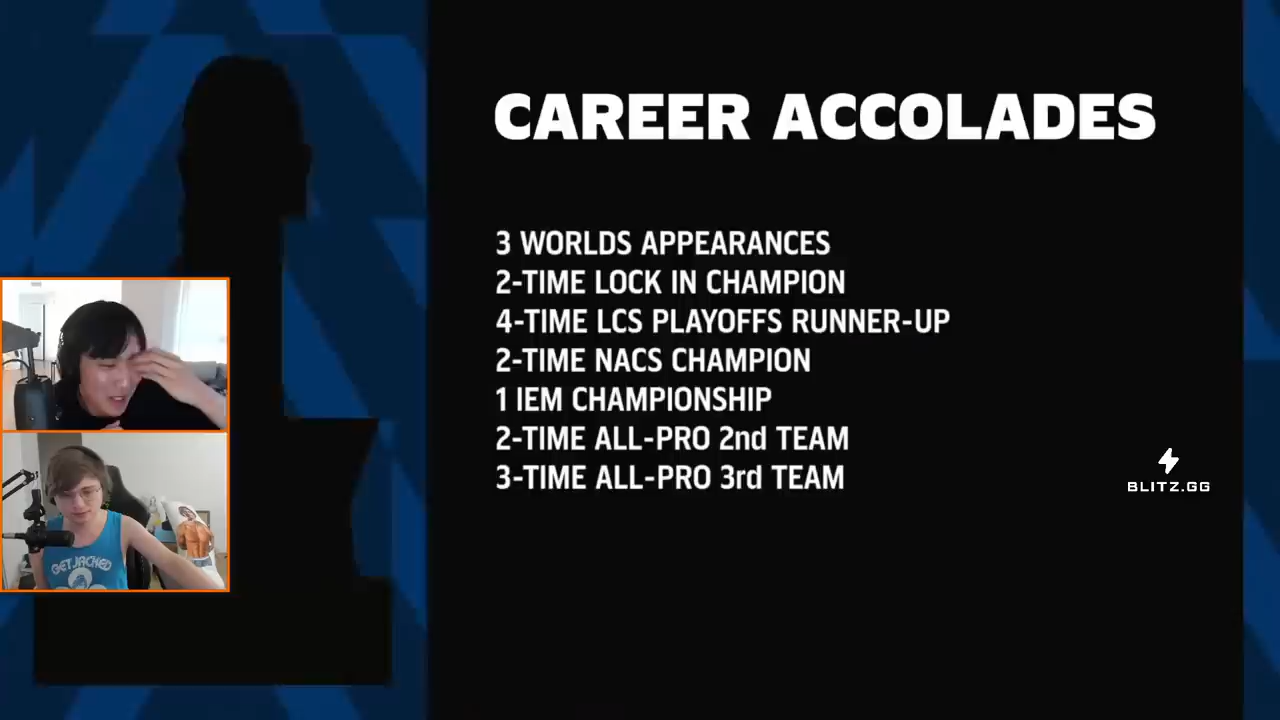 CAREER ACCOLADES
3 WORLDS APPEARANCES
2-TIME LOCK IN CHAMPION
4-TIME LCS PLAYOFFS RUNNER-UP
2-TIME NACS CHAMPION
1 IEM CHAMPIONSHIP
2-TIME ALL-PRO 2nd TEAM
3-TIME ALL-PRO 3rd TEAM
BLITZ.GG
GET JACKED